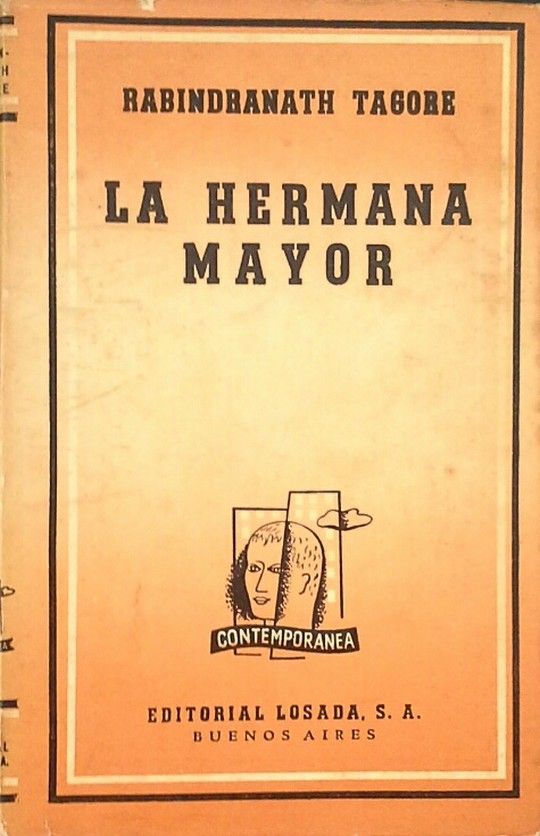 RABINDRANATH TAGORE
LA HERMANA
MAYOR
CONTEMPORANEA
EDITORIAL LOSADA, S. A.
BUENOS AIRES